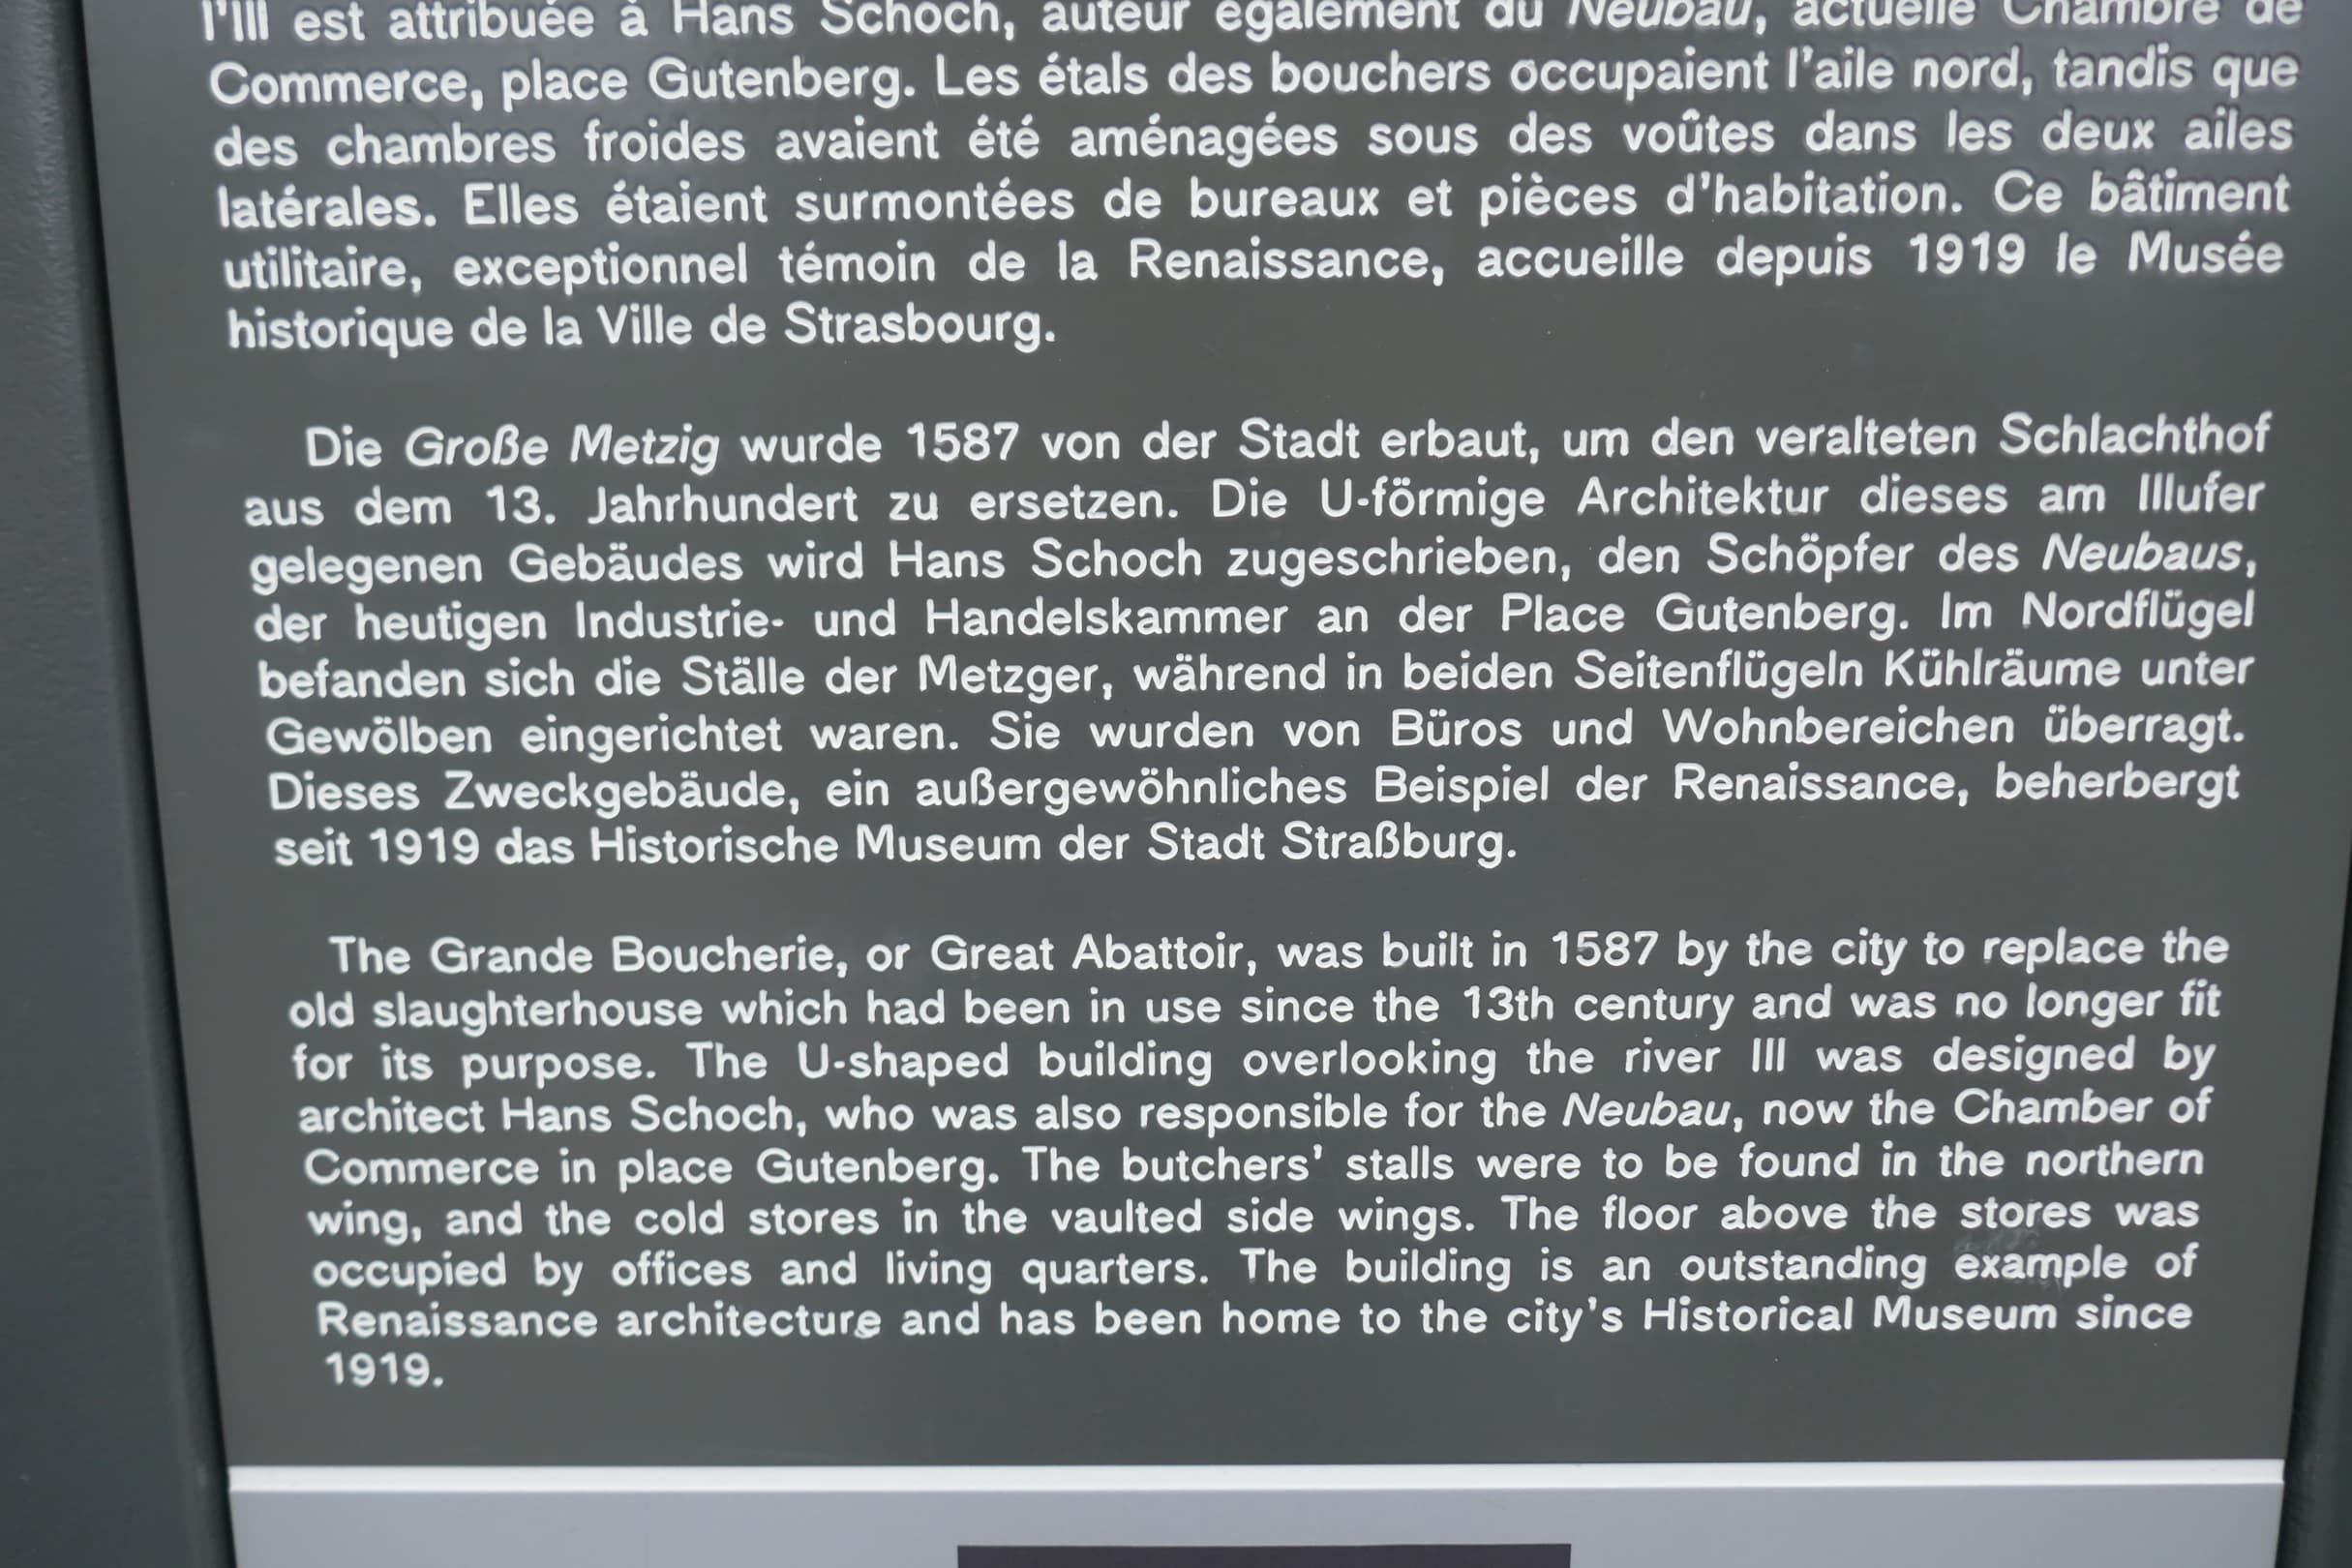 l'Ill est attribuée à Hans Schoch, auteur également du Neubau, actuelle Chambre de
Commerce, place Gutenberg. Les étals des bouchers occupaient l'aile nord, tandis que
des chambres froides avaient été aménagées sous des voûtes dans les deux ailes
latérales. Elles étaient surmontées de bureaux et pièces d'habitation. Ce bâtiment
utilitaire, exceptionnel témoin de la Renaissance, accueille depuis 1919 le Musée
historique de la Ville de Strasbourg.
Die Große Metzig wurde 1587 von der Stadt erbaut, um den veralteten Schlachthof
aus dem 13. Jahrhundert zu ersetzen. Die U-förmige Architektur dieses am Illufer
gelegenen Gebäudes wird Hans Schoch zugeschrieben, den Schöpfer des Neubaus,
der heutigen Industrie- und Handelskammer an der Place Gutenberg. Im Nordflügel
befanden sich die Ställe der Metzger, während in beiden Seitenflügeln Kühlräume unter
Gewölben eingerichtet waren. Sie wurden von Büros und Wohnbereichen überragt.
Dieses Zweckgebäude, ein außergewöhnliches Beispiel der Renaissance, beherbergt
seit 1919 das Historische Museum der Stadt Straßburg.
The Grande Boucherie, or Great Abattoir, was built in 1587 by the city to replace the
old slaughterhouse which had been in use since the 13th century and was no longer fit
for its purpose. The U-shaped building overlooking the river Ill was designed by
architect Hans Schoch, who was also responsible for the Neubau, now the Chamber of
Commerce in place Gutenberg. The butchers' stalls were to be found in the northern
wing, and the cold stores in the vaulted side wings. The floor above the stores was
occupied by offices and living quarters. The building is an outstanding example of
Renaissance architecture and has been home to the city's Historical Museum since
1919.